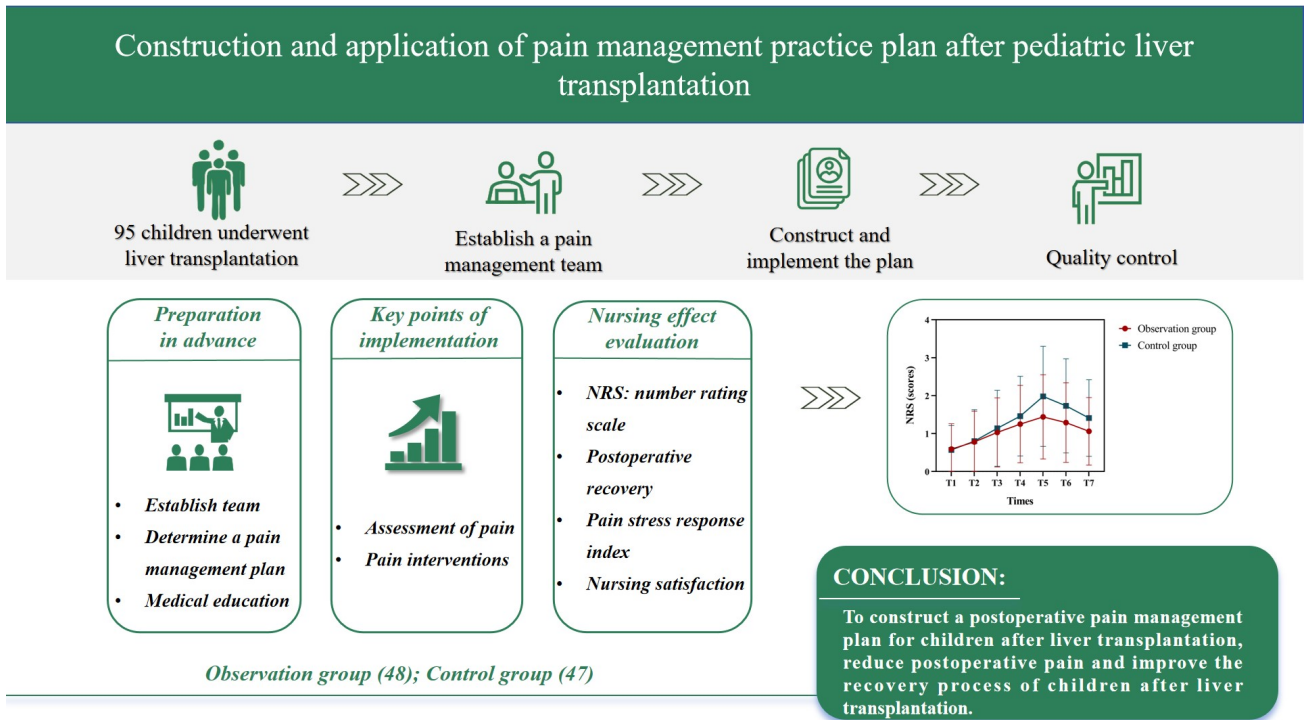 Construction and application of pain management practice plan after pediatric liver
transplantation
95 children underwent
liver transplantation
Establish a pain
management team
Construct and
implement the plan
Quality control
Preparation
in advance
• Establish team
• Determine a pain
management plan
• Medical education
Key points of
implementation
• Assessment of pain
• Pain interventions
Nursing effect
evaluation
• NRS: number rating
scale
• Postoperative
recovery
• Pain stress response
index
• Nursing satisfaction
NRS (scores)
4
3
2
1
0
T1 T2 T3 T4 T5 T6 T7
Times
Observation group
Control group
Observation group (48); Control group (47)
CONCLUSION:
To construct a postoperative pain management
plan for children after liver transplantation,
reduce postoperative pain and improve the
recovery process of children after liver
transplantation.